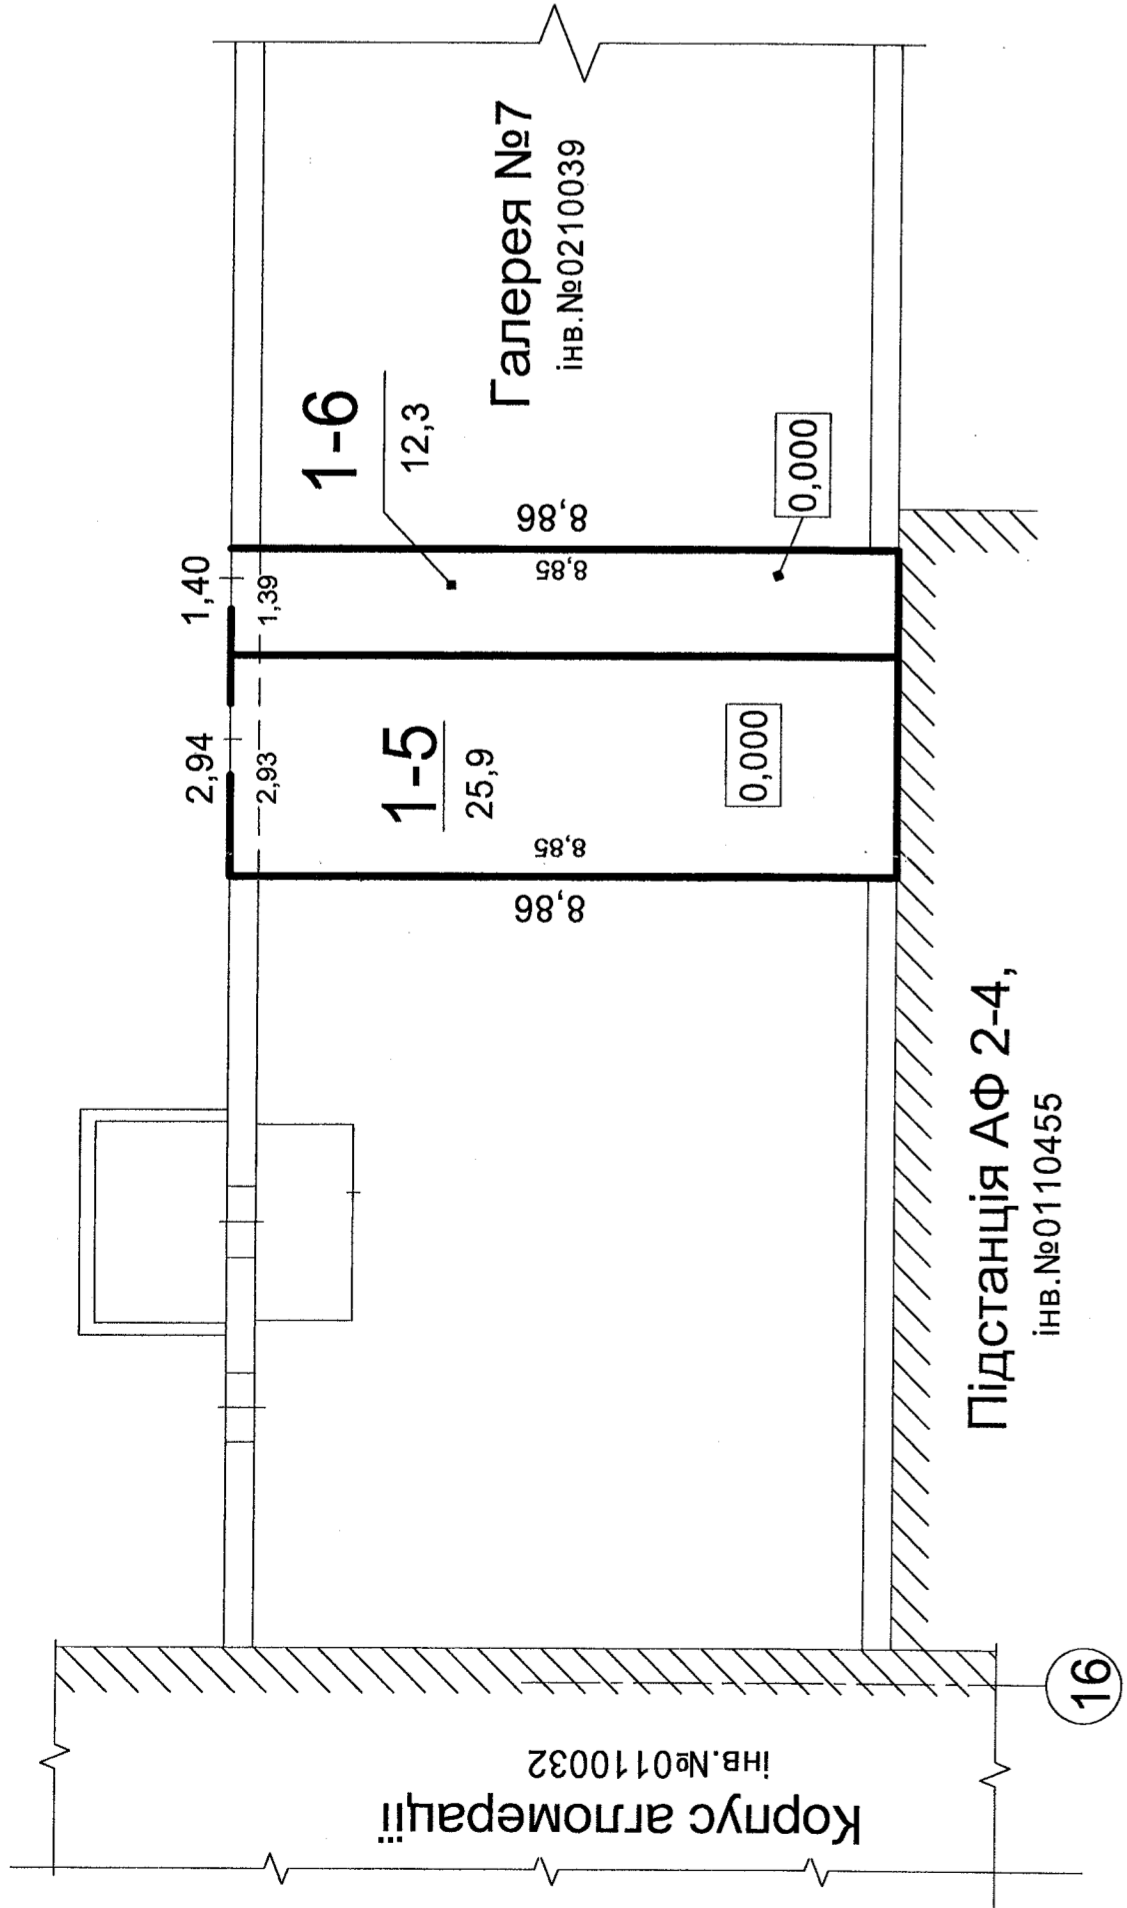 Галерея №7
інв.№0210039
1-6
12,3
8,86
8,85
0,000
1,40
1,39
2,94
2,93
1-5
25,9
0,000
8,85
8,86
Підстанція АФ 2-4,
інв.№0110455
16
інв.№0110032
Корпус агломерації